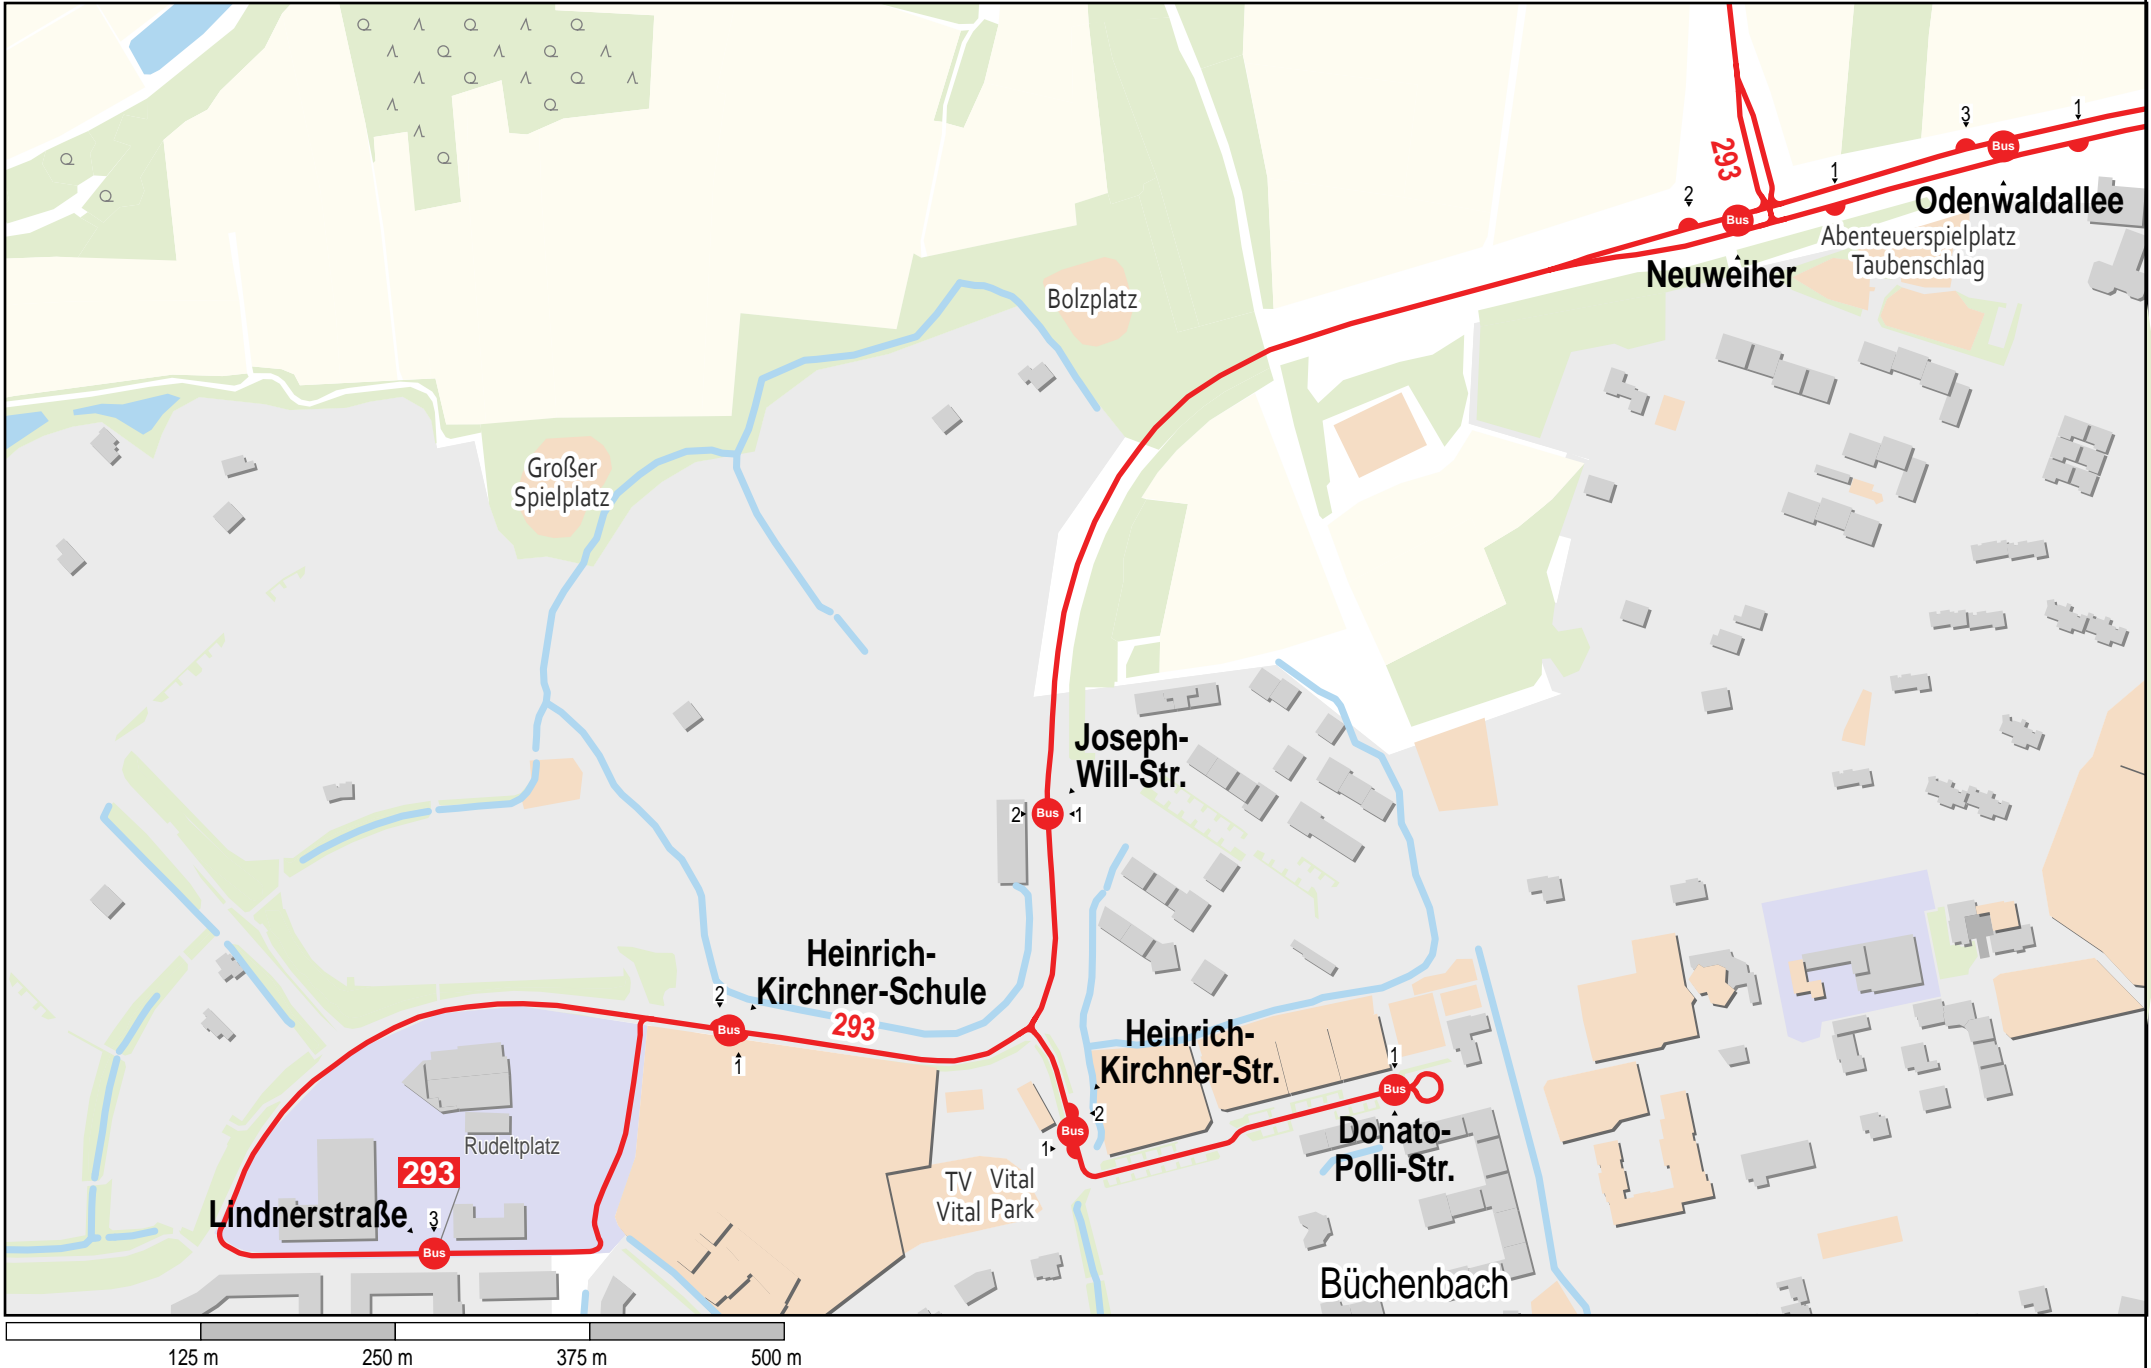 1
3
Bus
293
1
2
Odenwaldallee
Bus
Abenteuerspielplatz
Taubenschlag
Neuweiher
Bolzplatz
Großer
Spielplatz
Joseph-
Will-Str.
2
Bus
1
Heinrich-
Kirchner-Schule
2
Bus
293
1
Heinrich-
Kirchner-Str.
1
Bus
2
Bus
1
Donato-
Polli-Str.
Rudeltplatz
293
TV
Vital
Vital
Park
Lindnerstraße
3
Bus
Büchenbach
125 m
250 m
375 m
500 m